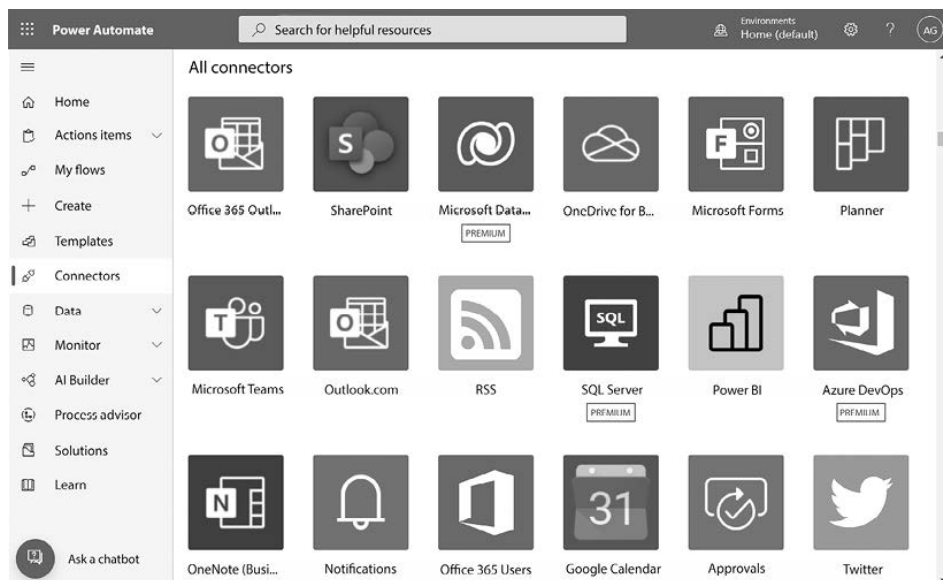 Power Automate
Search for helpful resources
Environments
Home (default)
?
AG
All connectors
Home
Actions items
My flows
Create
Templates
Connectors
Data
Monitor
AI Builder
Process advisor
Solutions
Learn
Ask a chatbot
O
S
F
Office 365 Outl...
SharePoint
Microsoft Data...
OneDrive for B...
Microsoft Forms
Planner
PREMIUM
T
O
SQL
Microsoft Teams
Outlook.com
RSS
SQL Server
Power BI
Azure DevOps
PREMIUM
PREMIUM
N
31
OneNote (Busi...
Notifications
Office 365 Users
Google Calendar
Approvals
Twitter